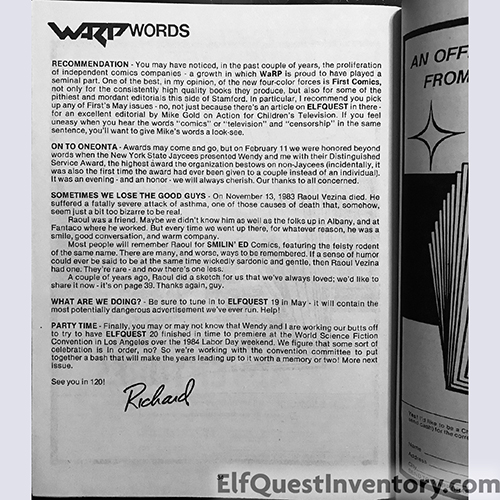 WaRP WORDS
RECOMMENDATION - You may have noticed, in the past couple of years, the proliferation
of independent comics companies - a growth in which WaRP is proud to have played a
seminal part. One of the best, in my opinion, of the new four-color forces is First Comics,
not only for the consistently high quality books they produce, but also for some of the
pithiest and mordant editorials this side of Stamford. In particular, I recommend you pick
up any of First's May issues - no, not just because there's an article on ELFQUEST in there -
for an excellent editorial by Mike Gold on Action for Children's Television. If you feel
uneasy when you hear the words "comics" or "television" and "censorship" in the same
sentence, you'll want to give Mike's words a look-see.
ON TO ONEONTA - Awards may come and go, but on February 11 we were honored beyond
words when the New York State Jaycees presented Wendy and me with their Distinguished
Service Award, the highest award the organization bestows on non-Jaycees (incidentally, it
was also the first time the award had ever been given to a couple instead of an individual).
It was an evening - and an honor - we will always cherish. Our thanks to all concerned.
SOMETIMES WE LOSE THE GOOD GUYS - On November 13, 1983 Raoul Vezina died. He
suffered a fatally severe attack of asthma, one of those causes of death that, somehow,
seem just a bit too bizarre to be real.
Raoul was a friend. Maybe we didn't know him as well as the folks up in Albany, and at
Fantaco where he worked. But every time we went up there, for whatever reason, he was a
smile, good conversation, and warm company.
Most people will remember Raoul for SMILIN' ED Comics, featuring the feisty rodent
of the same name. There are many, and worse, ways to be remembered. If a sense of humor
could ever be said to be at the same time wickedly sardonic and gentle, then Raoul Vezina
had one. They're rare - and now there's one less.
A couple of years ago, Raoul did a sketch for us that we've always loved; we'd like to
share it now - it's on page 39. Thanks again, guy.
WHAT ARE WE DOING? - Be sure to tune in to ELFQUEST 19 in May - it will contain the
most potentially dangerous advertisement we've ever run. Help!
PARTY TIME - Finally, you may or may not know that Wendy and I are working our butts off
to try to have ELFQUEST 20 finished in time to premiere at the World Science Fiction
Convention in Los Angeles over the 1984 Labor Day weekend. We figure that some sort of
celebration is in order, no? So we're working with the convention committee to put
together a bash that will make the years leading up to it worth a memory or two! More next
issue.
See you in 120!
Richard
AN OFF
FROM
Yes! I'd like to be a
Name
Address
City
ElfQuestInventory.com